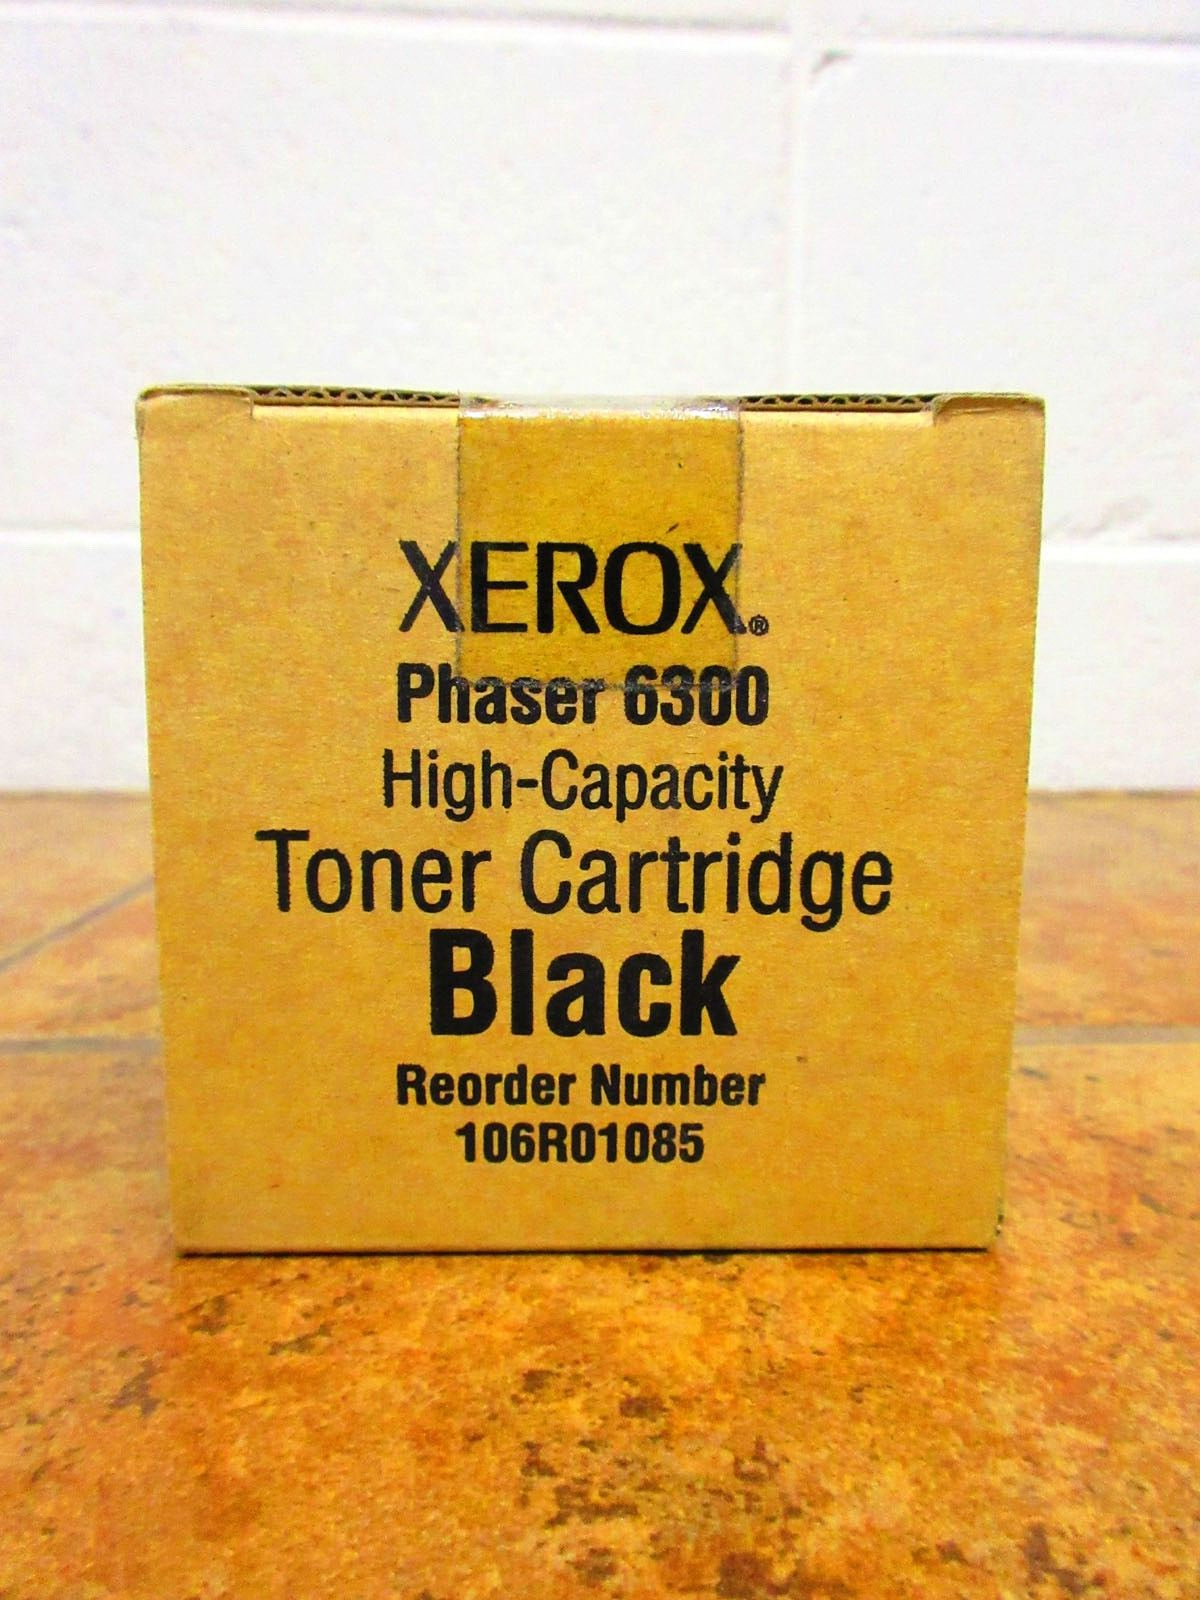 XEROX®
Phaser 6300
High-Capacity
Toner Cartridge
Black
Reorder Number
106R01085